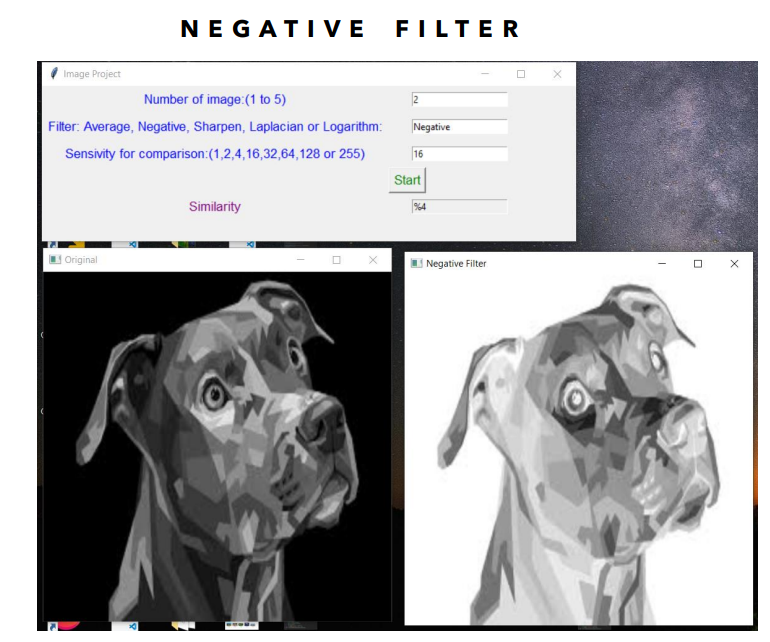 NEGATIVE FILTER
Image Project
Number of image:(1 to 5)
2
Filter: Average, Negative, Sharpen, Laplacian or Logarithm:
Negative
Sensivity for comparison:(1,2,4,16,32,64,128 or 255)
16
Start
Similarity
%4
Original
Negative Filter